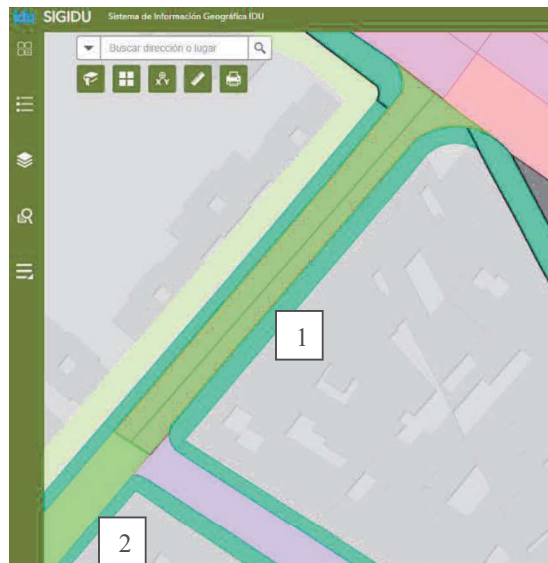 idu SIGIDU Sistema de Información Geográfica IDU
Buscar dirección o lugar
X Y
1
2